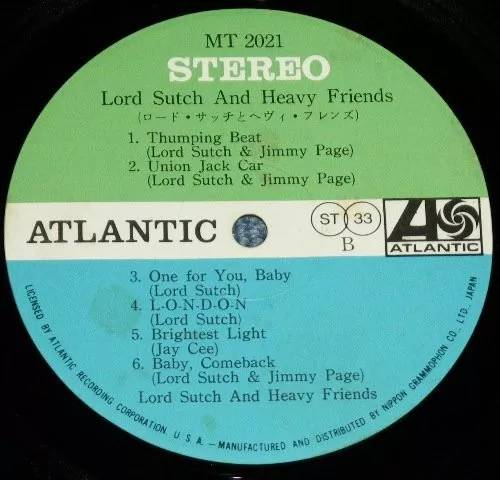 MT 2021
STEREO
Lord Sutch And Heavy Friends
(ロード・サッチとヘヴィ・フレンズ)
1. Thumping Beat
(Lord Sutch & Jimmy Page)
2. Union Jack Car
(Lord Sutch & Jimmy Page)
ATLANTIC
ST 33
B
ATLANTIC
3. One for You, Baby
(Lord Sutch)
4. L-O-N-D-O-N
(Lord Sutch)
5. Brightest Light
(Jay Cee)
6. Baby, Comeback
(Lord Sutch & Jimmy Page)
Lord Sutch And Heavy Friends
LICENSED BY ATLANTIC RECORDING CORPORATION U.S.A.—MANUFACTURED AND DISTRIBUTED BY NIPPON GRAMMOPHON CO., LTD., JAPAN